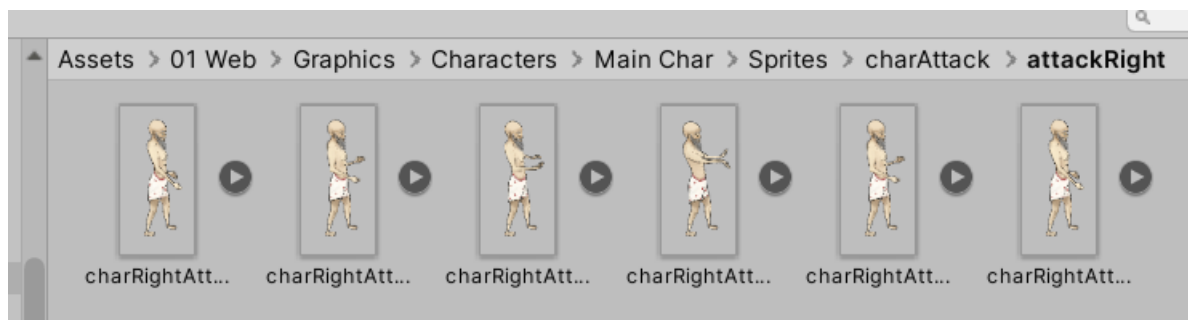 Assets > 01 Web > Graphics > Characters > Main Char > Sprites > charAttack > attackRight
charRightAtt... charRightAtt... charRightAtt... charRightAtt... charRightAtt... charRightAtt...